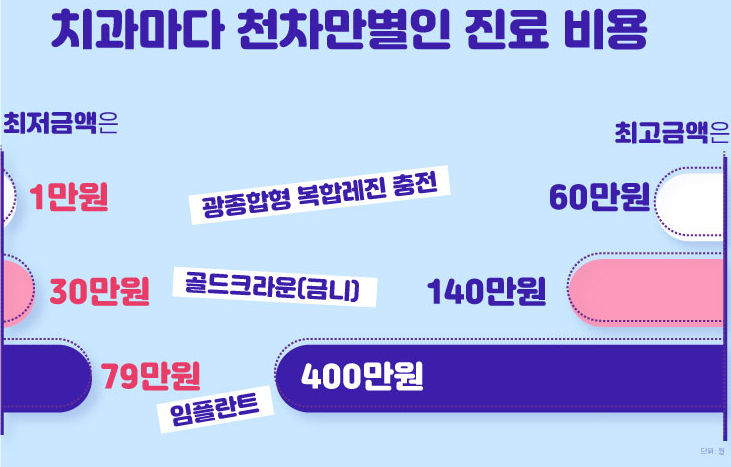 치과마다 천차만별인 진료 비용
최저금액은
최고금액은
1만원
광중합형 복합레진 충전
60만원
30만원
골드크라운(금니)
140만원
79만원
임플란트
400만원
단위 : 원